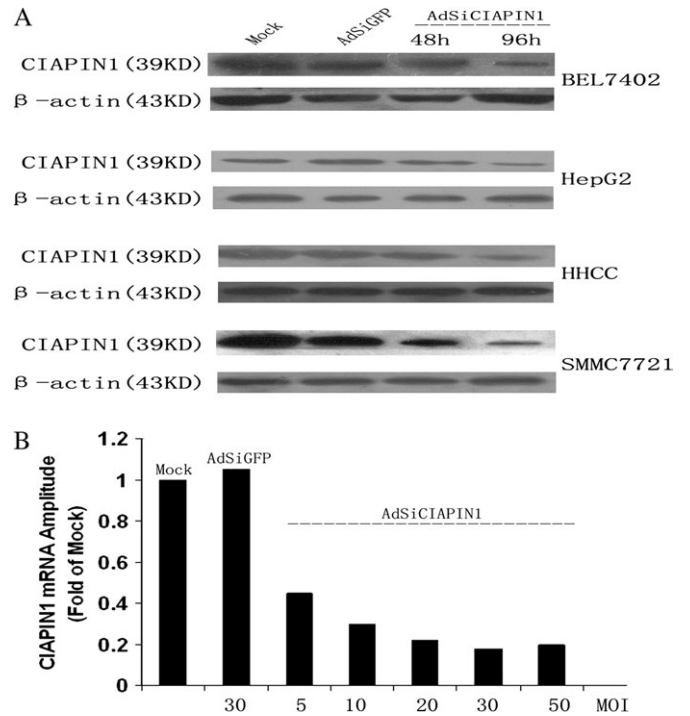 A
Mock AdSiGFP AdSiCIAPIN1
48h 96h
CIAPIN1(39KD)
β-actin(43KD)
BEL7402
CIAPIN1(39KD)
β-actin(43KD)
HepG2
CIAPIN1(39KD)
β-actin(43KD)
HHCC
CIAPIN1(39KD)
β-actin(43KD)
SMMC7721
B
CIAPIN1 mRNA Amplitude
(Fold of Mock)
1.2
1
0.8
0.6
0.4
0.2
0
Mock
AdSiGFP
AdSiCIAPIN1
30 5 10 20 30 50 MOI